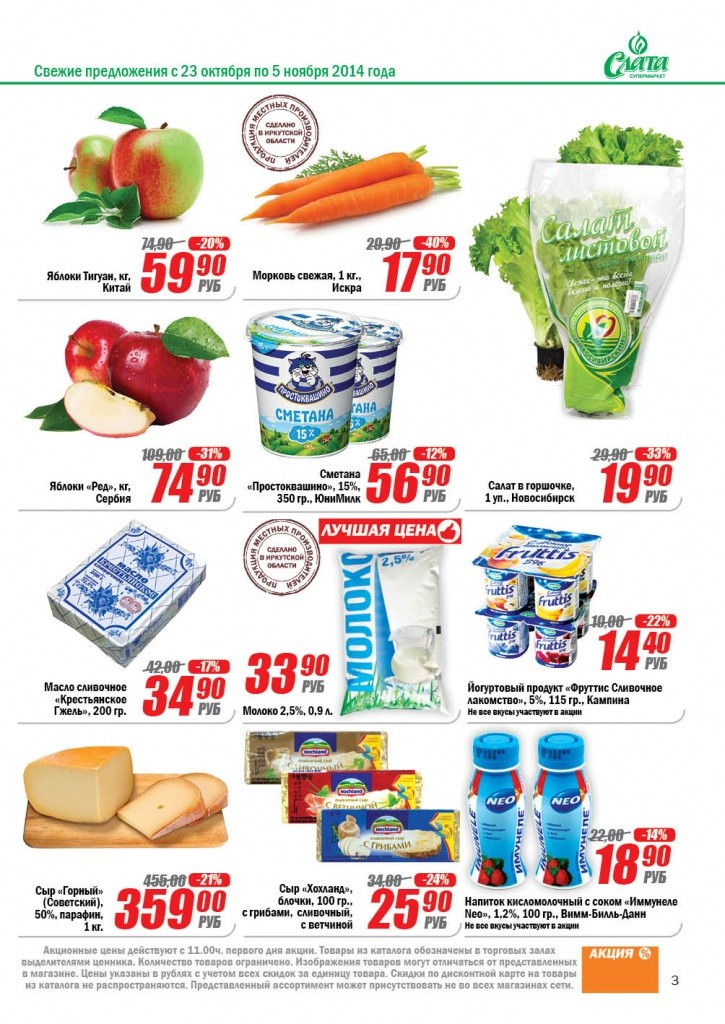 Свежие предложения с 23 октября по 5 ноября 2014 года
Слата
СУПЕРМАРКЕТ
74,90 -20%
Яблоки Тигуан, кг,
Китай
59 90
РУБ
ПРОДУКЦИЯ МЕСТНЫХ ПРОИЗВОДИТЕЛЕЙ
СДЕЛАНО
В ИРКУТСКОЙ
ОБЛАСТИ
29,90 -40%
Морковь свежая, 1 кг.,
Искра
17 90
РУБ
Салат
листовой
109,00 -31%
Яблоки «Ред», кг,
Сербия
74 90
РУБ
ПРОСТОКВАШИНО
СМЕТАНА
15%
65,00 -12%
Сметана
«Простоквашино», 15%,
350 гр., ЮниМилк
56 90
РУБ
29,90 -33%
Салат в горшочке,
1 уп., Новосибирск
19 90
РУБ
42,00 -17%
Масло сливочное
«Крестьянское
Гжель», 200 гр.
34 90
РУБ
ПРОДУКЦИЯ МЕСТНЫХ ПРОИЗВОДИТЕЛЕЙ
СДЕЛАНО
В ИРКУТСКОЙ
ОБЛАСТИ
ЛУЧШАЯ ЦЕНА
МОЛОКО
2,5%
33 90
РУБ
Молоко 2,5%, 0,9 л.
fruttis
fruttis
fruttis
18,00 -22%
14 40
РУБ
Йогуртовый продукт «Фруттис Сливочное
лакомство», 5%, 115 гр., Кампина
Не все вкусы участвуют в акции
455,00 -21%
Сыр «Горный»
(Советский),
50%, парафин,
1 кг.
359 00
РУБ
Hochland
СЛИВОЧНЫЙ
Hochland
С ВЕТЧИНОЙ
Hochland
С ГРИБАМИ
34,00 -24%
Сыр «Хохланд»,
блочки, 100 гр.,
с грибами, сливочный,
с ветчиной
25 90
РУБ
NEO
ИМУНЕЛЕ
NEO
ИМУНЕЛЕ
22,00 -14%
18 90
РУБ
Напиток кисломолочный с соком «Иммунеле
Neo», 1,2%, 100 гр., Вимм-Билль-Данн
Не все вкусы участвуют в акции
Акционные цены действуют с 11.00ч. первого дня акции. Товары из каталога обозначены в торговых залах
выделителями ценника. Количество товаров ограничено. Изображения товаров могут отличаться от представленных
в магазине. Цены указаны в рублях с учетом всех скидок за единицу товара. Скидки по дисконтной карте на товары
из каталога не распространяются. Представленный ассортимент может присутствовать не во всех магазинах сети.
АКЦИЯ %
3